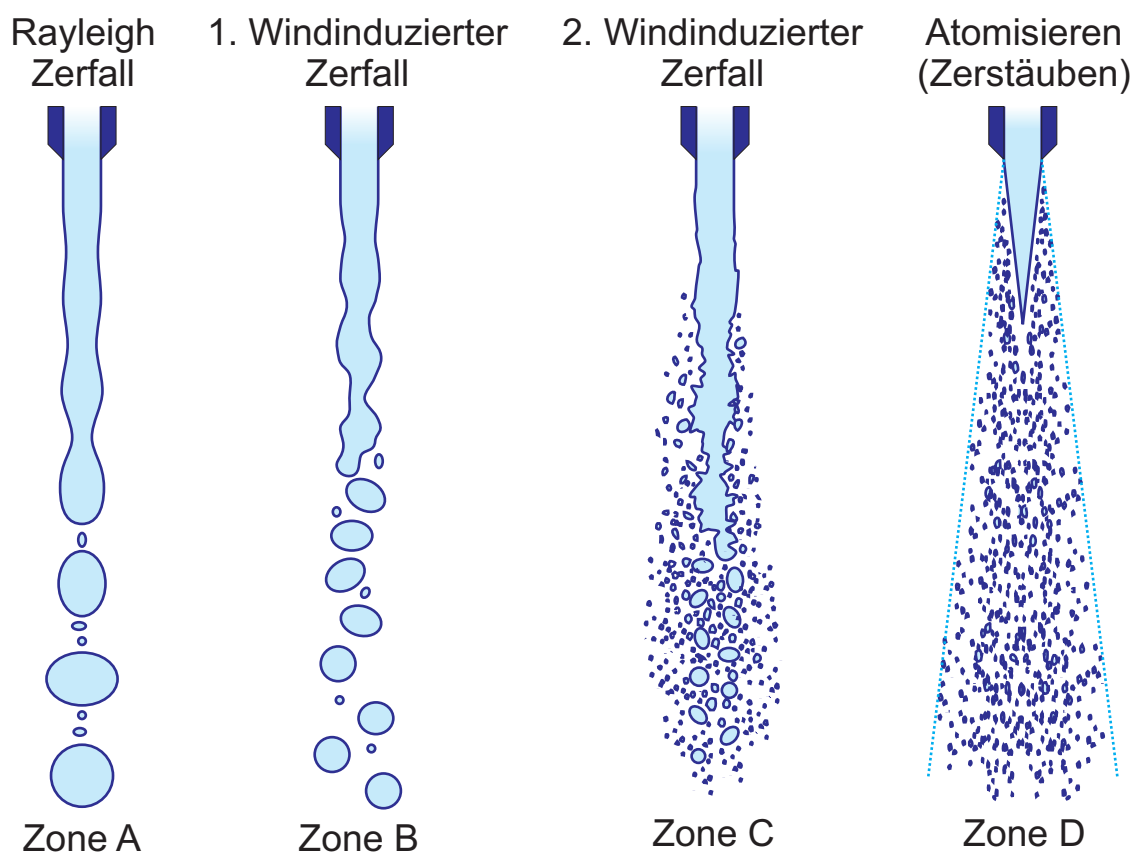 Rayleigh
Zerfall
1. Windinduzierter
Zerfall
2. Windinduzierter
Zerfall
Atomisieren
(Zerstäuben)
Zone A
Zone B
Zone C
Zone D